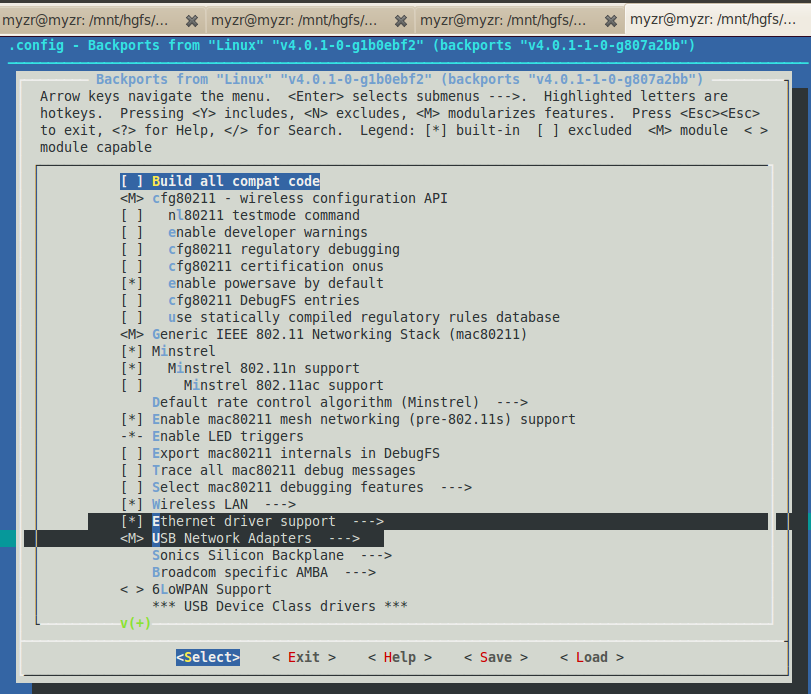 myzr@myzr: /mnt/hgfs/... ✖ myzr@myzr: /mnt/hgfs/... ✖ myzr@myzr: /mnt/hgfs/... ✖ myzr@myzr: /mnt/hgfs/...
.config - Backports from "Linux" "v4.0.1-0-g1b0ebf2" (backports "v4.0.1-1-0-g807a2bb")
Backports from "Linux" "v4.0.1-0-g1b0ebf2" (backports "v4.0.1-1-0-g807a2bb")
Arrow keys navigate the menu. <Enter> selects submenus --->. Highlighted letters are
hotkeys. Pressing <Y> includes, <N> excludes, <M> modularizes features. Press <Esc><Esc>
to exit, <?> for Help, </> for Search. Legend: [*] built-in [ ] excluded <M> module < >
module capable
[ ] Build all compat code
<M> cfg80211 - wireless configuration API
[ ] nl80211 testmode command
[ ] enable developer warnings
[ ] cfg80211 regulatory debugging
[ ] cfg80211 certification onus
[*] enable powersave by default
[ ] cfg80211 DebugFS entries
[ ] use statically compiled regulatory rules database
<M> Generic IEEE 802.11 Networking Stack (mac80211)
[*] Minstrel
[*] Minstrel 802.11n support
[ ] Minstrel 802.11ac support
Default rate control algorithm (Minstrel) --->
[*] Enable mac80211 mesh networking (pre-802.11s) support
-*- Enable LED triggers
[ ] Export mac80211 internals in DebugFS
[ ] Trace all mac80211 debug messages
[ ] Select mac80211 debugging features --->
[*] Wireless LAN --->
[*] Ethernet driver support --->
<M> USB Network Adapters --->
Sonics Silicon Backplane --->
Broadcom specific AMBA --->
< > 6LoWPAN Support
*** USB Device Class drivers ***
v(+)
<Select> < Exit > < Help > < Save > < Load >